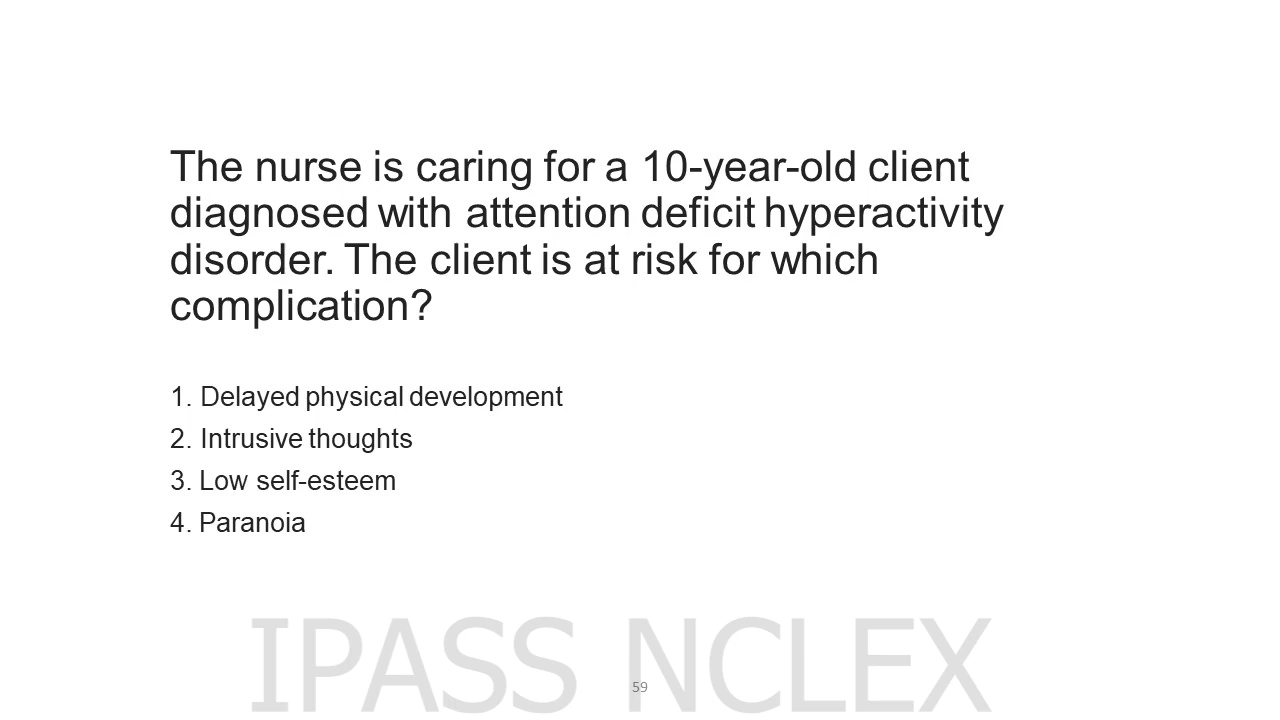 The nurse is caring for a 10-year-old client
diagnosed with attention deficit hyperactivity
disorder. The client is at risk for which
complication?
1. Delayed physical development
2. Intrusive thoughts
3. Low self-esteem
4. Paranoia
IPASS NCLEX
59